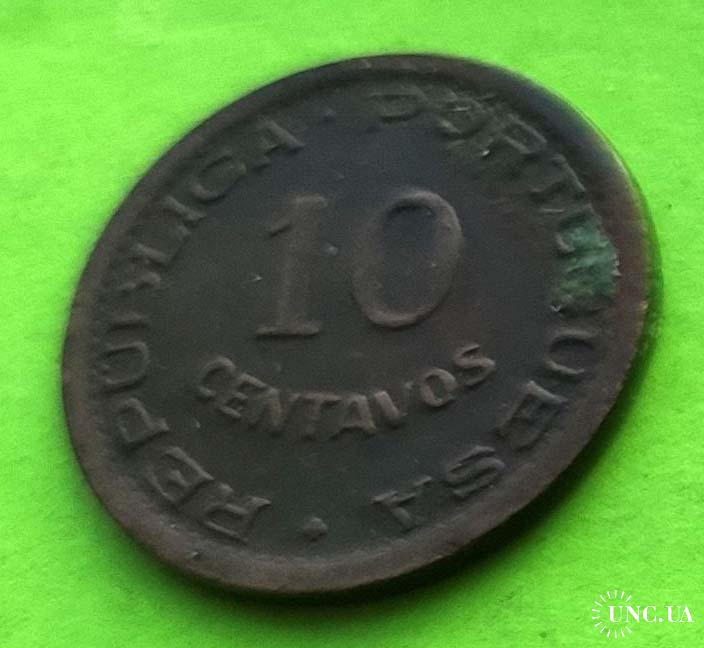 REPUBLICA · PORTUGUESA
10
CENTAVOS
UNC.UA